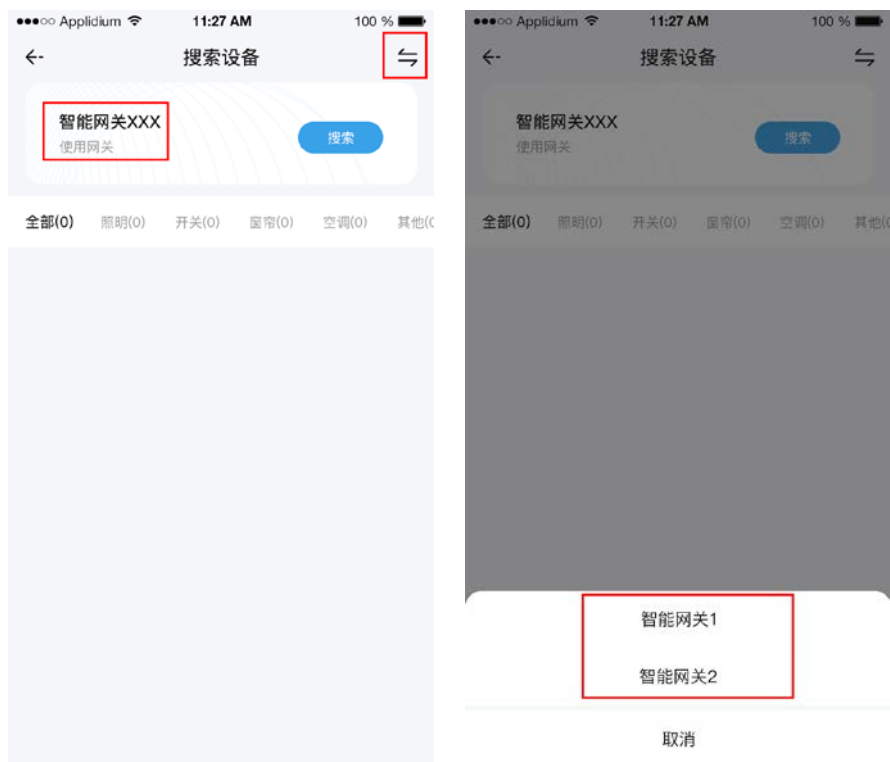 ●●●○○ Applidium 11:27 AM 100 %
搜索设备
智能网关XXX
使用网关
搜索
全部(0) 照明(0) 开关(0) 窗帘(0) 空调(0) 其他(
●●●○○ Applidium 11:27 AM 100 %
搜索设备
智能网关XXX
使用网关
搜索
全部(0) 照明(0) 开关(0) 窗帘(0) 空调(0) 其他(
智能网关1
智能网关2
取消